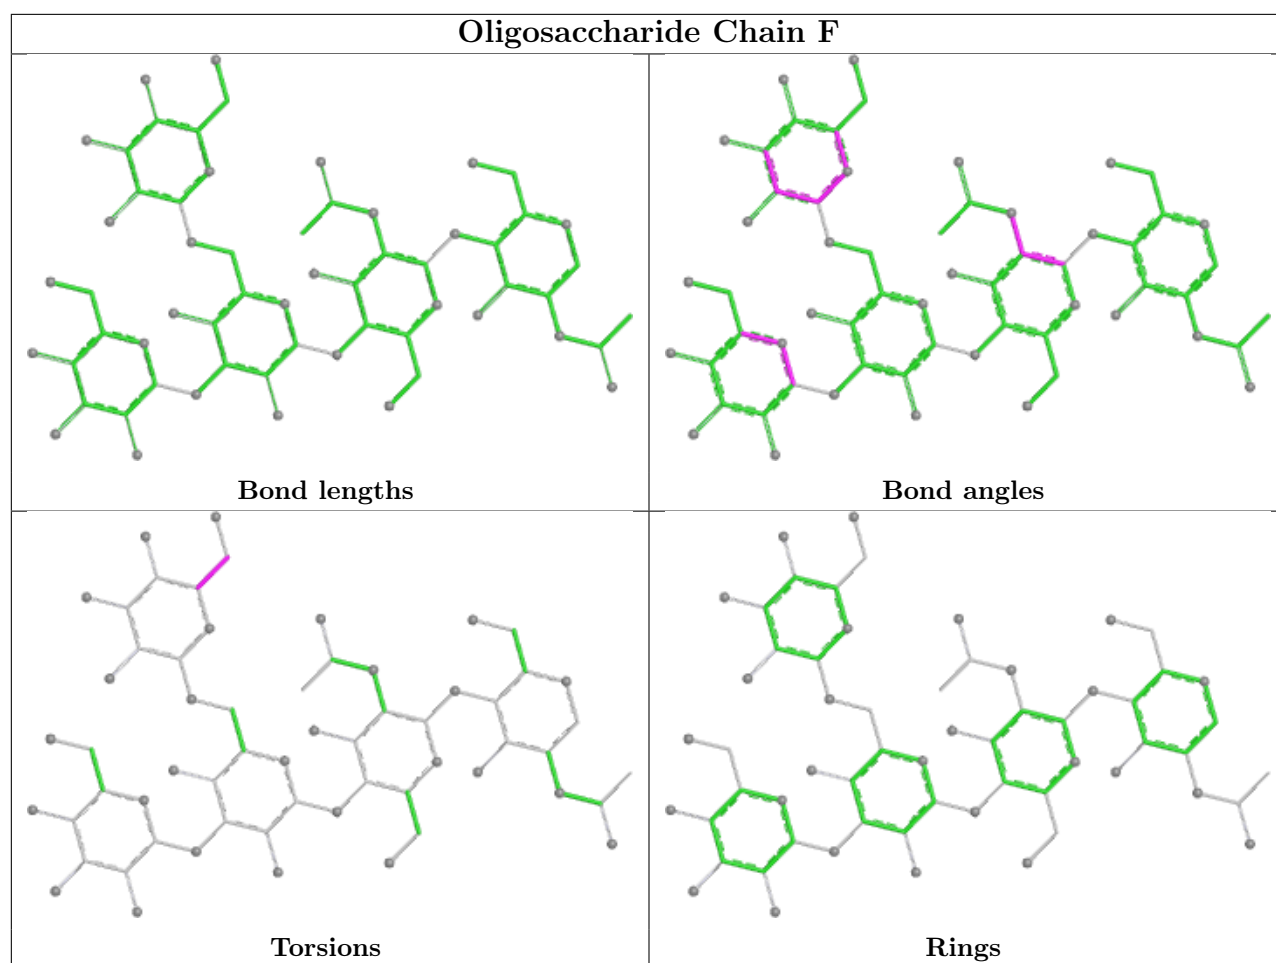 Oligosaccharide Chain F
Bond lengths
Bond angles
Torsions
Rings